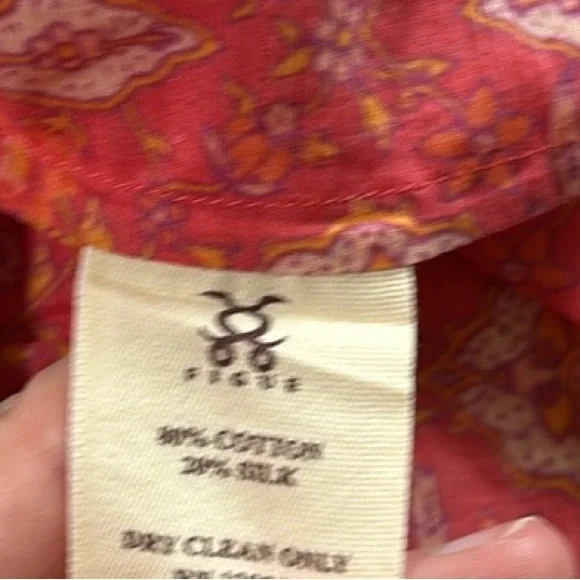 FIGUE
80% COTTON
20% SILK
DRY CLEAN ONLY